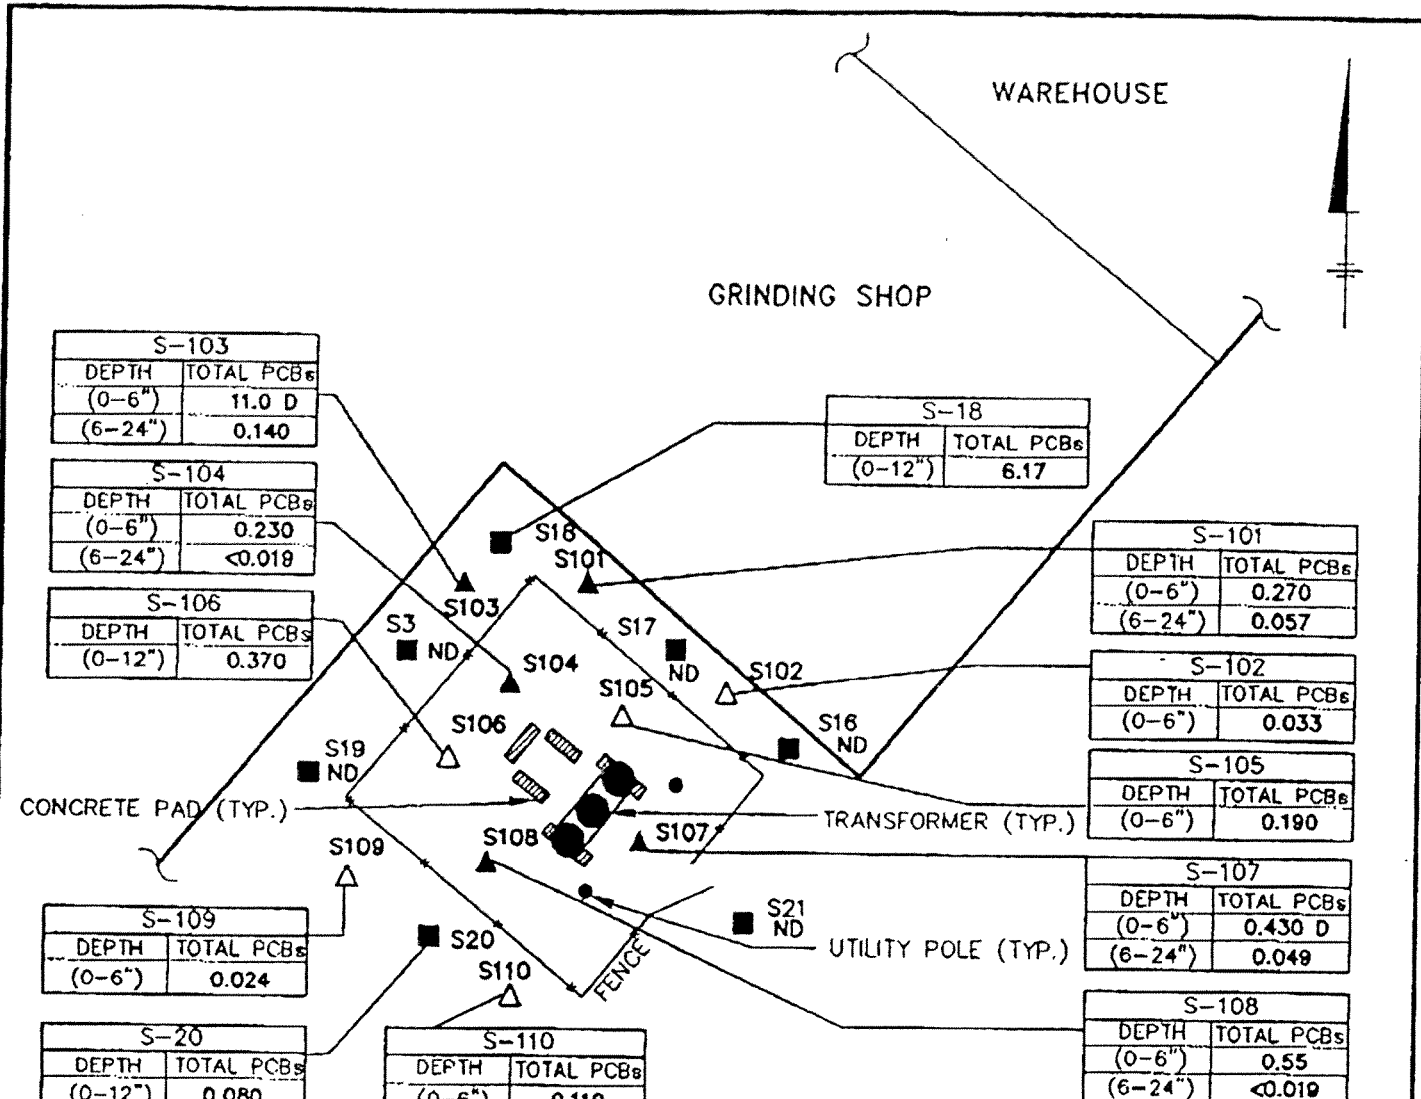 WAREHOUSE
GRINDING SHOP
S-103
DEPTH TOTAL PCBs
(0-6") 11.0 D
(6-24") 0.140
S-18
DEPTH TOTAL PCBs
(0-12") 6.17
S-104
DEPTH TOTAL PCBs
(0-6") 0.230
(6-24") <0.019
S-101
DEPTH TOTAL PCBs
(0-6") 0.270
(6-24") 0.057
S-106
DEPTH TOTAL PCBs
(0-12") 0.370
S18
S101
S103
S3
ND
S17
ND
S104
S102
S105
S106
S16
ND
S19
ND
S-102
DEPTH TOTAL PCBs
(0-6") 0.033
S-105
DEPTH TOTAL PCBs
(0-6") 0.190
CONCRETE PAD (TYP.)
TRANSFORMER (TYP.)
S107
S108
S109
S-107
DEPTH TOTAL PCBs
(0-6") 0.430 D
(6-24") 0.049
S-109
DEPTH TOTAL PCBs
(0-6") 0.024
S20
S21
ND
UTILITY POLE (TYP.)
S110
FENCE
S-108
DEPTH TOTAL PCBs
(0-6") 0.55
(6-24") <0.019
S-20
DEPTH TOTAL PCBs
(0-12") 0.080
S-110
DEPTH TOTAL PCBs
(0-6")